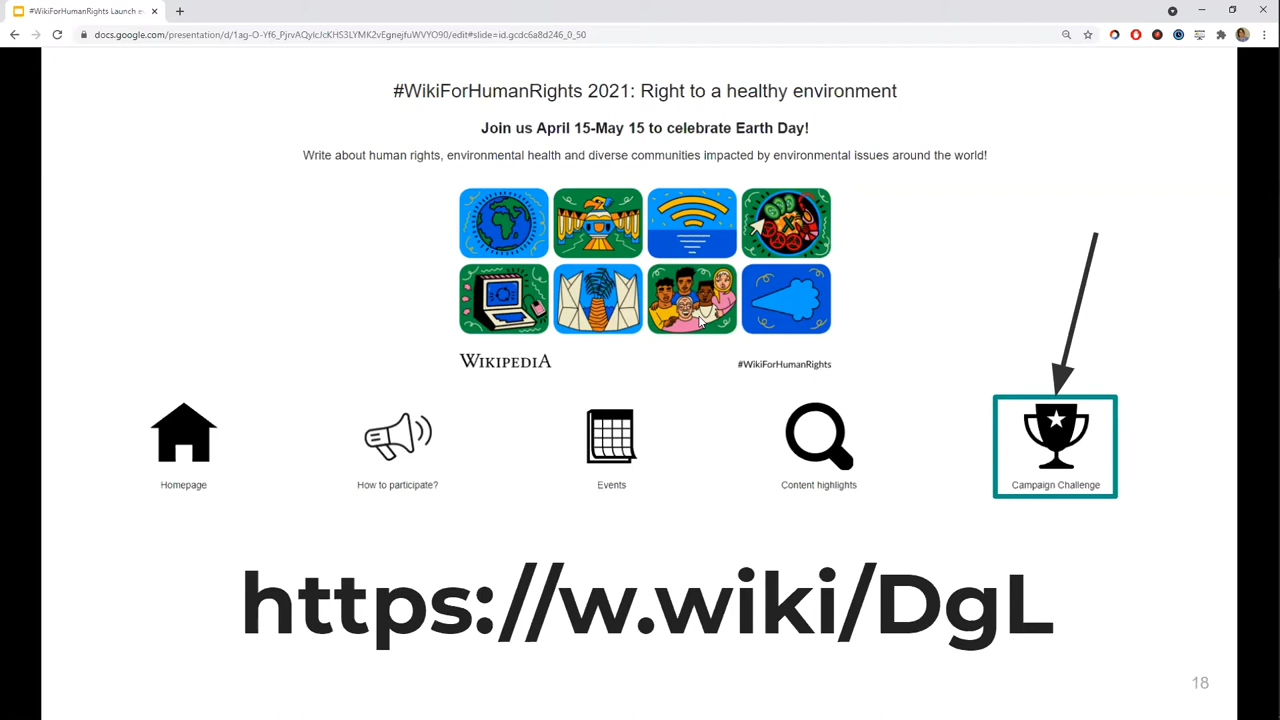 #WikiForHumanRights Launch e
docs.google.com/presentation/d/1ag-O-Yf6_PjrvAQylcJcKHS3LYMK2vEgnejfuWVYO90/edit#slide=id.gcdc6a8d246_0_50
#WikiForHumanRights 2021: Right to a healthy environment
Join us April 15-May 15 to celebrate Earth Day!
Write about human rights, environmental health and diverse communities impacted by environmental issues around the world!
WIKIPEDIA
#WikiForHumanRights
Homepage
How to participate?
Events
Content highlights
Campaign Challenge
https://w.wiki/DgL
18